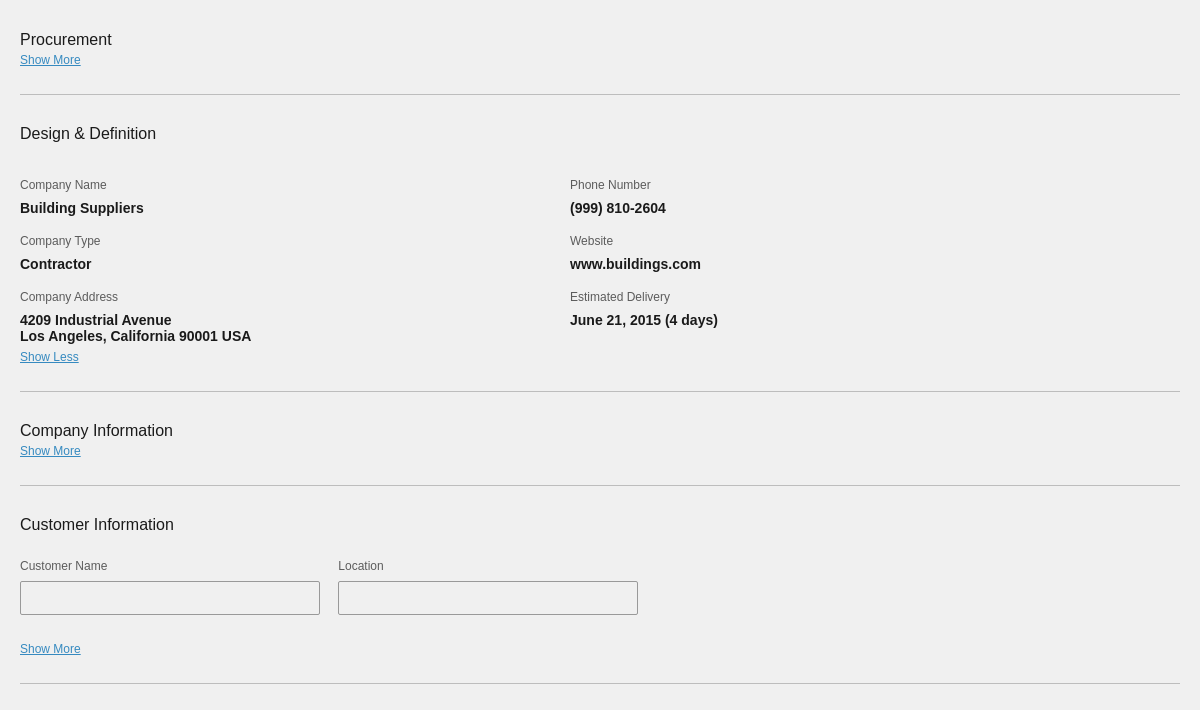 Procurement
Show More
Design & Definition
Company Name
Building Suppliers
Company Type
Contractor
Company Address
4209 Industrial Avenue
Los Angeles, California 90001 USA
Show Less
Phone Number
(999) 810-2604
Website
www.buildings.com
Estimated Delivery
June 21, 2015 (4 days)
Company Information
Show More
Customer Information
Customer Name
Location
Show More